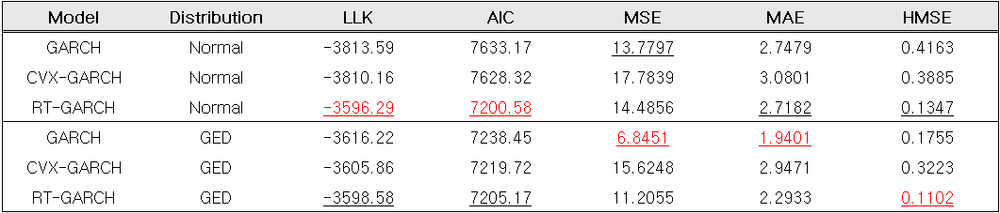 Model Distribution LLK AIC MSE MAE HMSE
GARCH Normal -3813.59 7633.17 13.7797 2.7479 0.4163
CVX-GARCH Normal -3810.16 7628.32 17.7839 3.0801 0.3885
RT-GARCH Normal -3596.29 7200.58 14.4856 2.7182 0.1347
GARCH GED -3616.22 7238.45 6.8451 1.9401 0.1755
CVX-GARCH GED -3605.86 7219.72 15.6248 2.9471 0.3223
RT-GARCH GED -3598.58 7205.17 11.2055 2.2933 0.1102